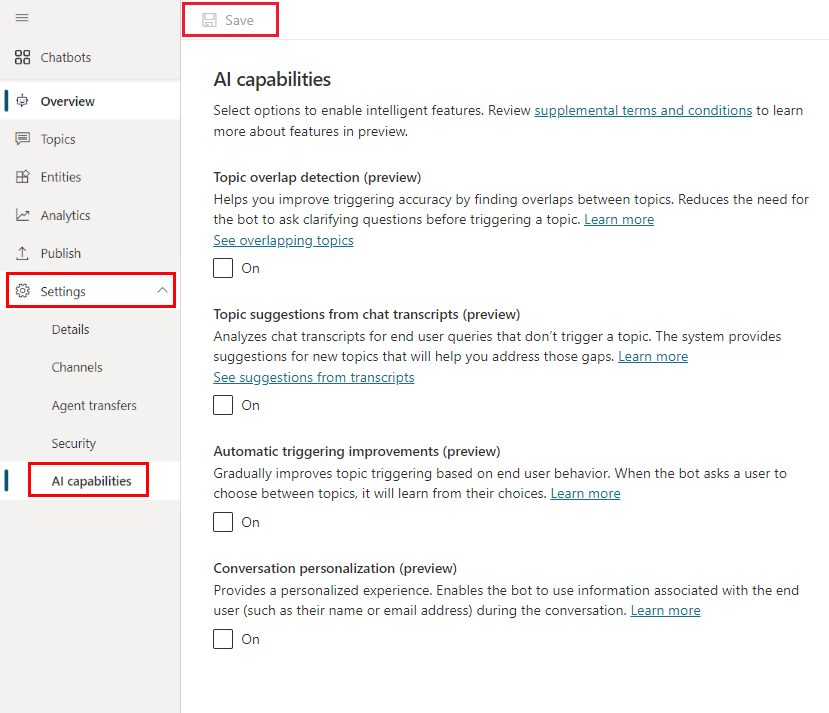 Save
Chatbots
Overview
Topics
Entities
Analytics
Publish
Settings
Details
Channels
Agent transfers
Security
AI capabilities
AI capabilities
Select options to enable intelligent features. Review supplemental terms and conditions to learn
more about features in preview.
Topic overlap detection (preview)
Helps you improve triggering accuracy by finding overlaps between topics. Reduces the need for
the bot to ask clarifying questions before triggering a topic. Learn more
See overlapping topics
On
Topic suggestions from chat transcripts (preview)
Analyzes chat transcripts for end user queries that don't trigger a topic. The system provides
suggestions for new topics that will help you address those gaps. Learn more
See suggestions from transcripts
On
Automatic triggering improvements (preview)
Gradually improves topic triggering based on end user behavior. When the bot asks a user to
choose between topics, it will learn from their choices. Learn more
On
Conversation personalization (preview)
Provides a personalized experience. Enables the bot to use information associated with the end
user (such as their name or email address) during the conversation. Learn more
On